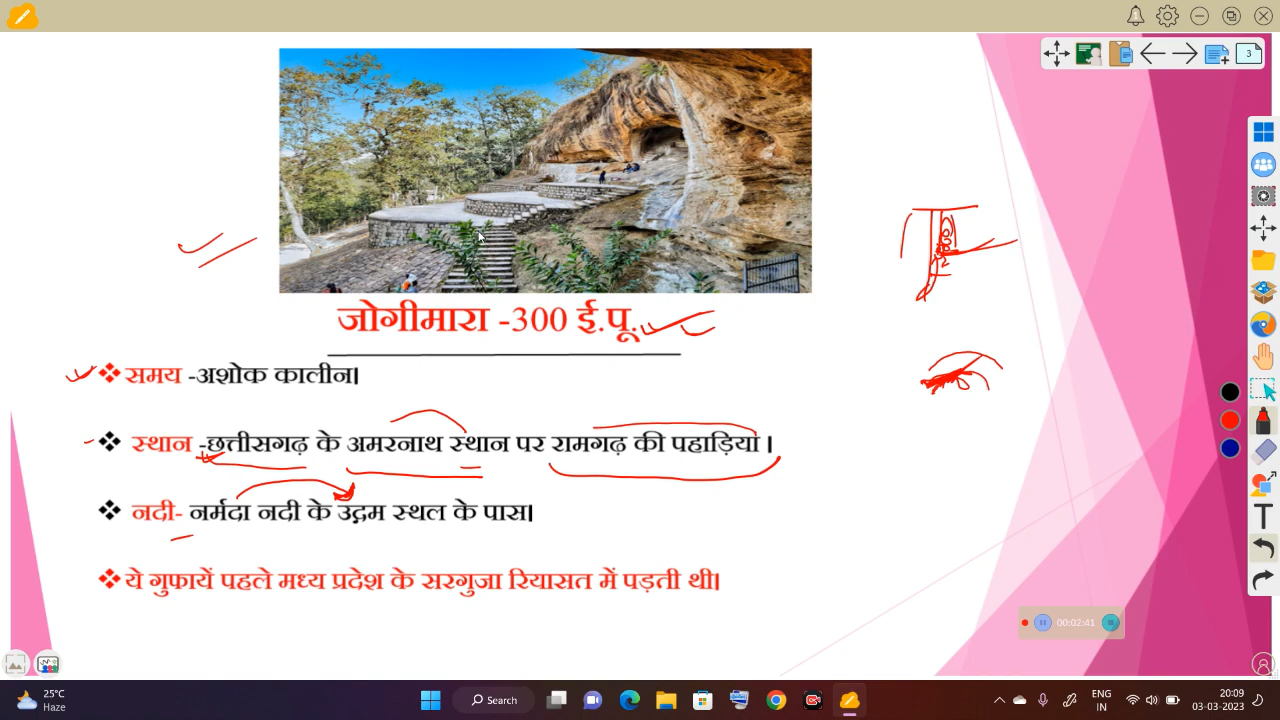 3
जोगीमारा -300 ई.पू.
❖समय -अशोक कालीन।
❖ स्थान -छत्तीसगढ़ के अमरनाथ स्थान पर रामगढ़ की पहाड़िया ।
❖ नदी- नर्मदा नदी के उद्गम स्थल के पास।
❖ये गुफायें पहले मध्य प्रदेश के सरगुजा रियासत में पड़ती थी।
00:02:41
25°C
Haze
Search
ENG
IN
20:09
03-03-2023